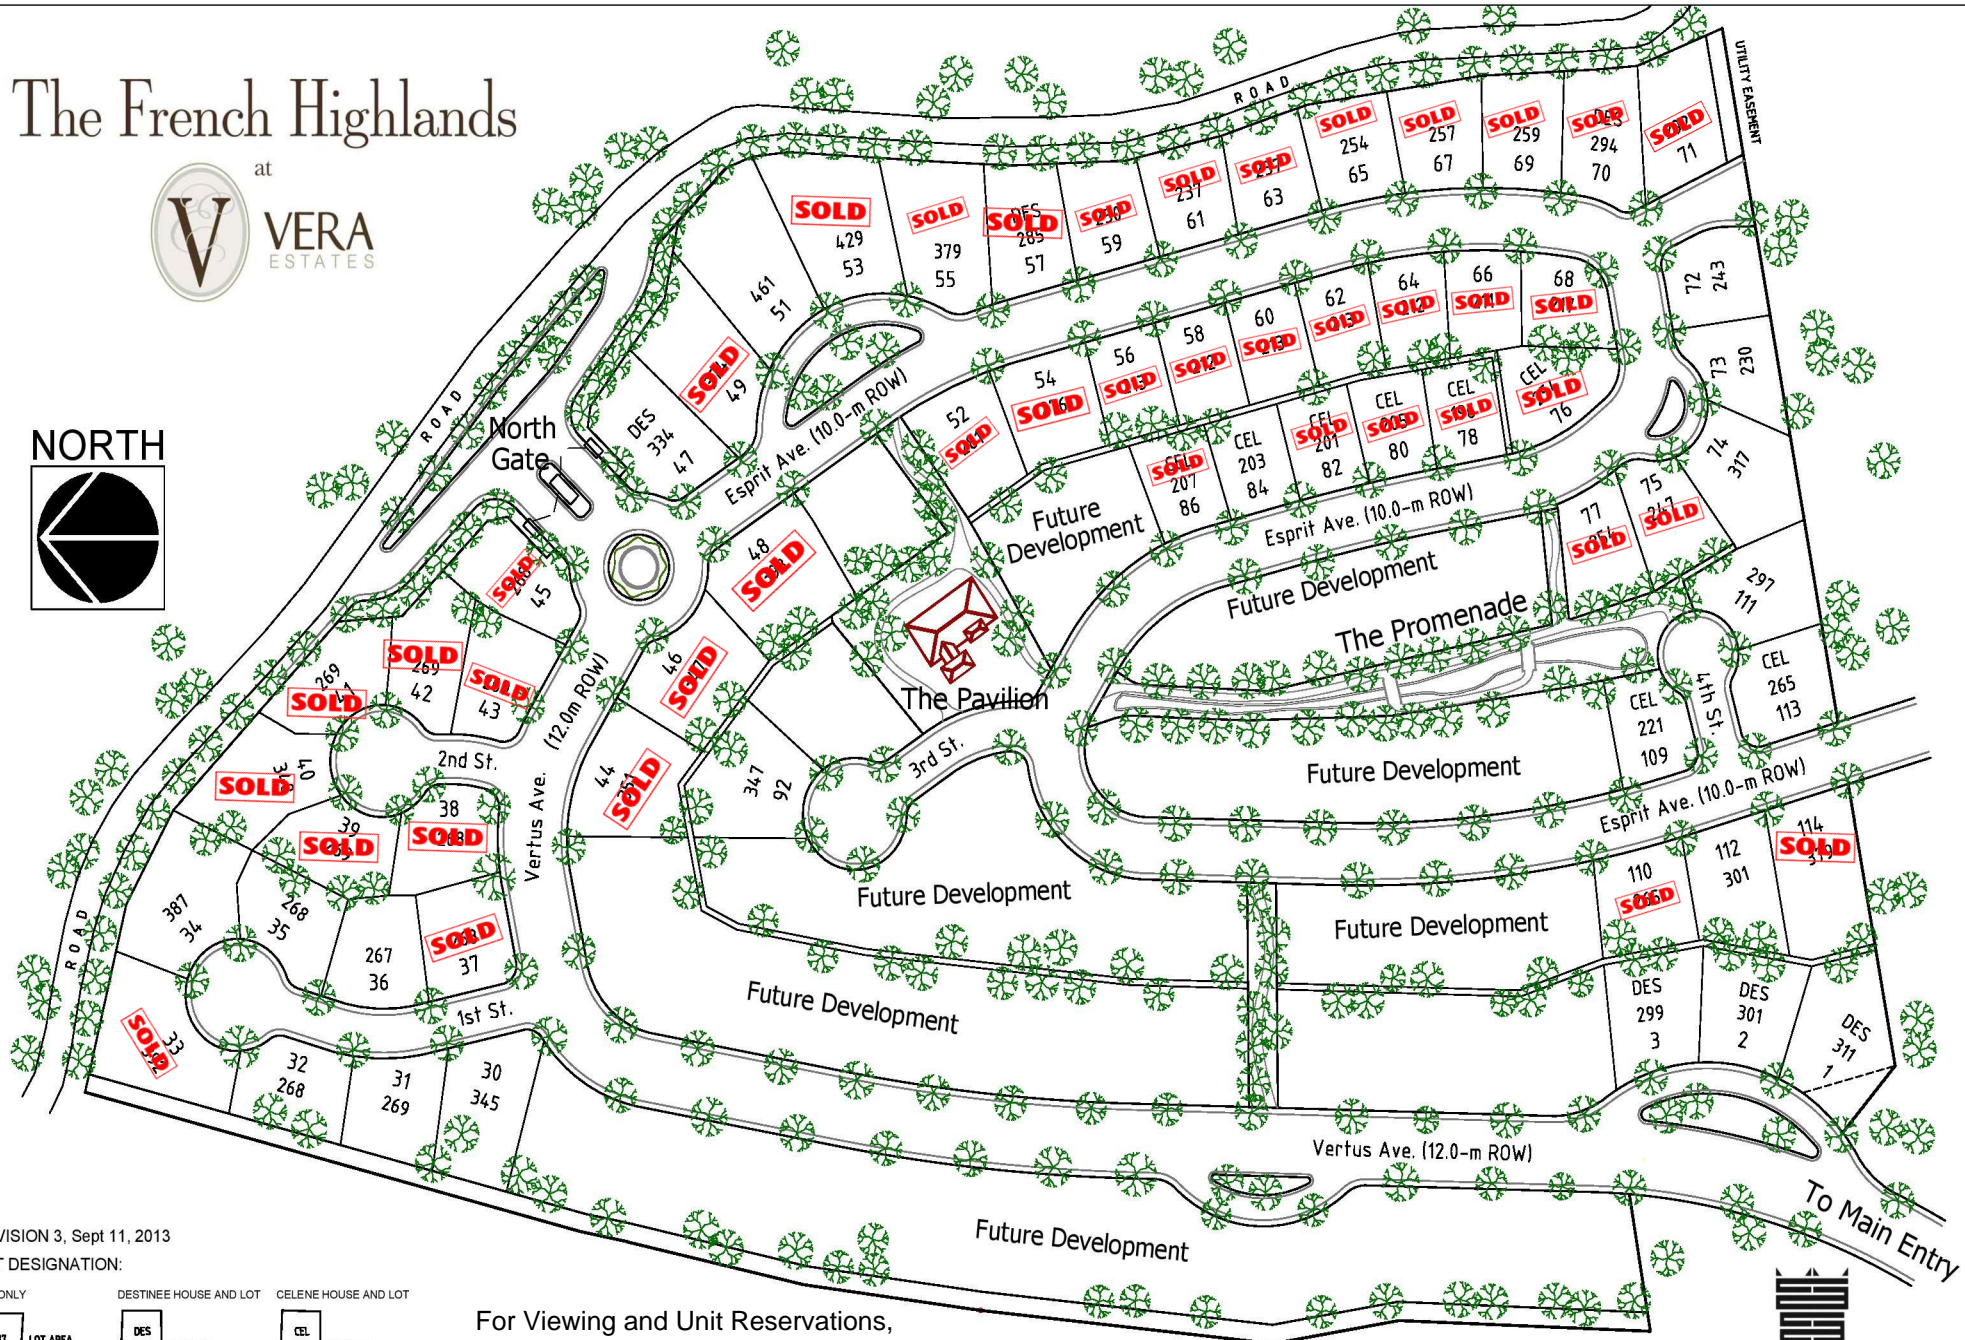 The French Highlands
at
V
VERA
ESTATES
NORTH
North
Gate
ROAD
ROAD
ROAD
UTILITY EASEMENT
SOLD
429
53
SOLD
379
55
DES
SOLD
285
57
SOLD
59
SOLD
237
61
SOLD
63
SOLD
254
65
SOLD
257
67
SOLD
259
69
SOLD
294
70
SOLD
71
461
51
SOLD
49
DES
334
47
Esprit Ave. (10.0-m ROW)
52
SOLD
54
SOLD
56
SOLD
58
SOLD
60
SOLD
62
SOLD
64
SOLD
66
SOLD
68
SOLD
72
243
73
230
74
317
75
SOLD
77
SOLD
SOLD
207
86
CEL
203
84
CEL
SOLD
201
82
CEL
SOLD
80
CEL
SOLD
78
CEL
SOLD
76
Future
Development
Esprit Ave. (10.0-m ROW)
Future Development
The Promenade
297
111
CEL
265
113
4th St.
CEL
221
109
48
SOLD
46
SOLD
44
SOLD
SOLD
45
SOLD
269
42
SOLD
43
269
41
SOLD
40
SOLD
2nd St.
39
SOLD
38
SOLD
Vertus Ave. (12.0m ROW)
The Pavilion
3rd St.
347
92
Future Development
Esprit Ave. (10.0-m ROW)
387
34
268
35
267
36
SOLD
37
1st St.
SOLD
33
32
268
31
269
30
345
Future Development
Future Development
Future Development
110
SOLD
112
301
114
SOLD
DES
299
3
DES
301
2
DES
311
1
Vertus Ave. (12.0-m ROW)
To Main Entry
Future Development
VISION 3, Sept 11, 2013
T DESIGNATION:
ONLY
DESTINEE HOUSE AND LOT
CELENE HOUSE AND LOT
LOT AREA
DES
CEL
For Viewing and Unit Reservations,